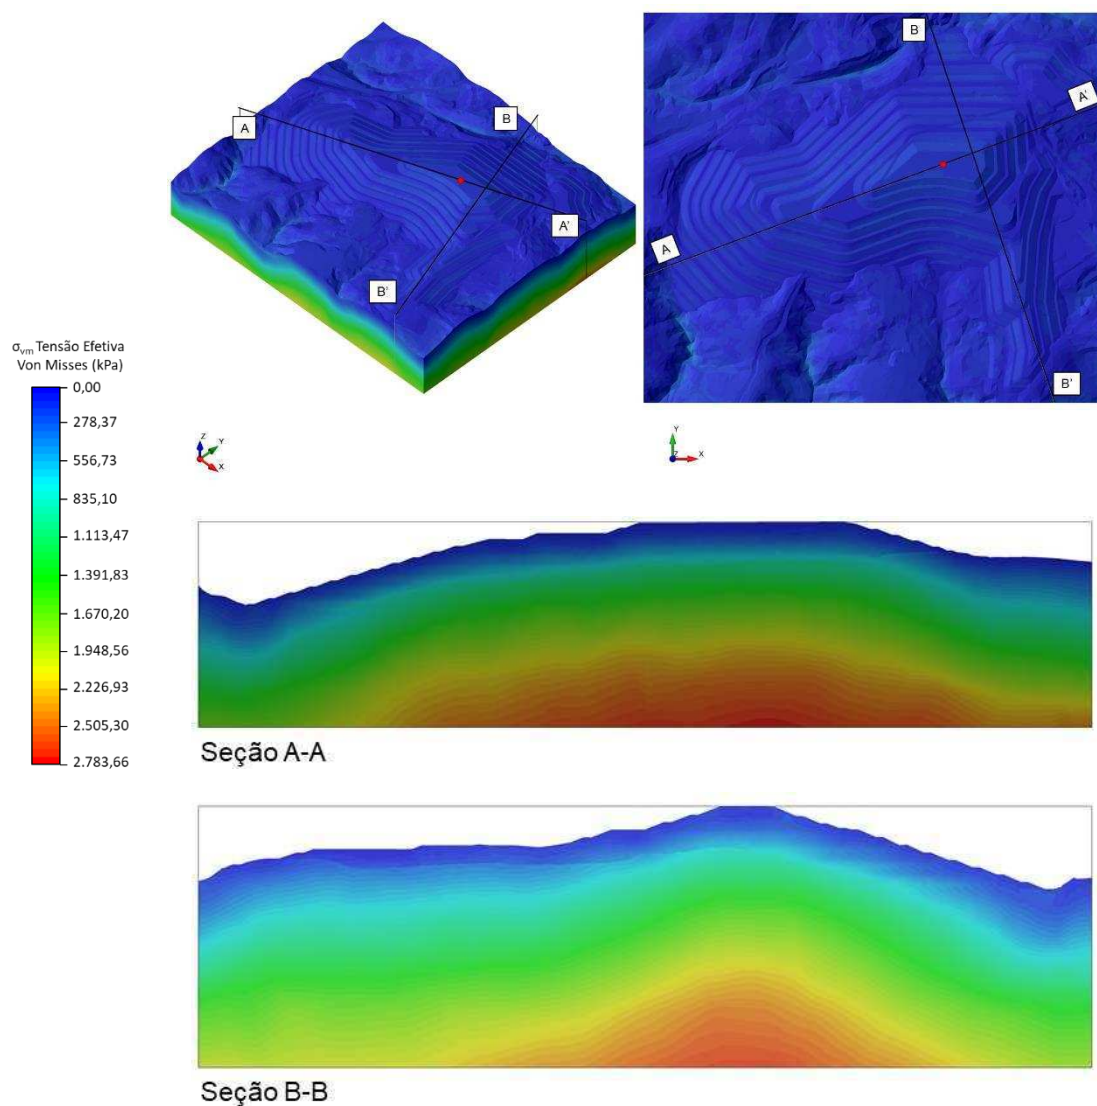 A
B
A'
B'
B
A'
A
B'
σvm Tensão Efetiva
Von Misses (kPa)
0,00
278,37
556,73
835,10
1.113,47
1.391,83
1.670,20
1.948,56
2.226,93
2.505,30
2.783,66
Z
Y
X
Y
Z
X
Seção A-A
Seção B-B